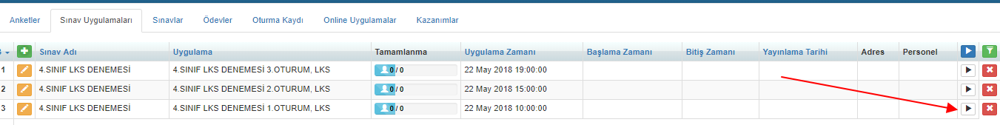 Anketler Sınav Uygulamaları Sınavlar Ödevler Oturma Kaydı Online Uygulamalar Kazanımlar
Sınav Adı Uygulama Tamamlanma Uygulama Zamanı Başlama Zamanı Bitiş Zamanı Yayınlama Tarihi Adres Personel
1 4.SINIF LKS DENEMESİ 4.SINIF LKS DENEMESİ 3.OTURUM, LKS 0 / 0 22 May 2018 19:00:00
2 4.SINIF LKS DENEMESİ 4.SINIF LKS DENEMESİ 2.OTURUM, LKS 0 / 0 22 May 2018 15:00:00
3 4.SINIF LKS DENEMESİ 4.SINIF LKS DENEMESİ 1.OTURUM, LKS 0 / 0 22 May 2018 10:00:00